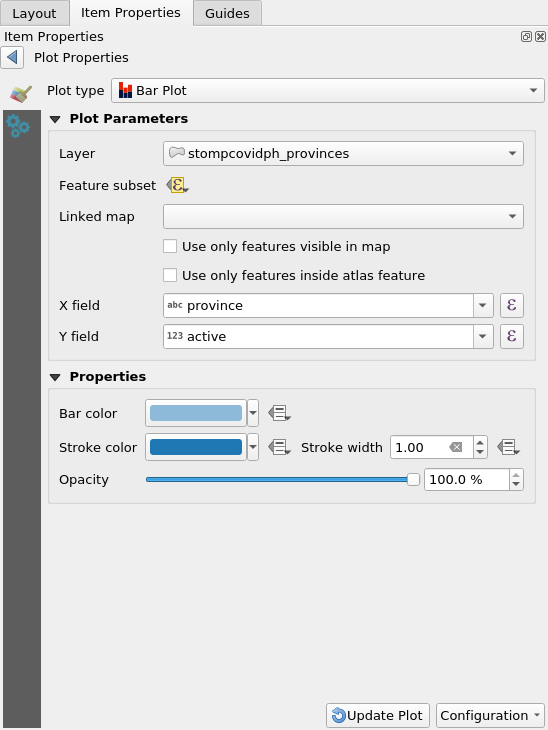 Layout Item Properties Guides
Item Properties
Plot Properties
Plot type Bar Plot
Plot Parameters
Layer stompcovidph_provinces
Feature subset ε
Linked map
Use only features visible in map
Use only features inside atlas feature
X field abc province ε
Y field 123 active ε
Properties
Bar color
Stroke color Stroke width 1.00
Opacity 100.0 %
Update Plot Configuration